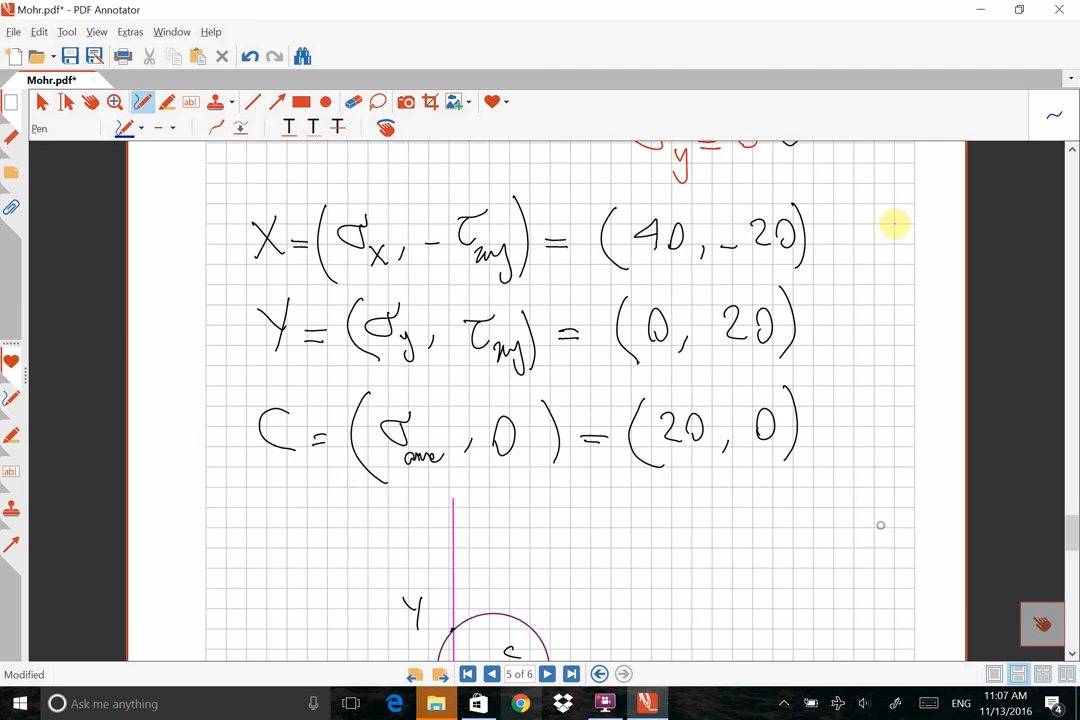 Mohr.pdf* - PDF Annotator
File Edit Tool View Extras Window Help
Mohr.pdf*
Pen
X = (σx, - τxy) = (40, -20)
Y = (σy, τxy) = (0, 20)
C = (σave, 0) = (20, 0)
Y
C
Modified
5 of 6
Ask me anything
ENG
11:07 AM
11/13/2016
4